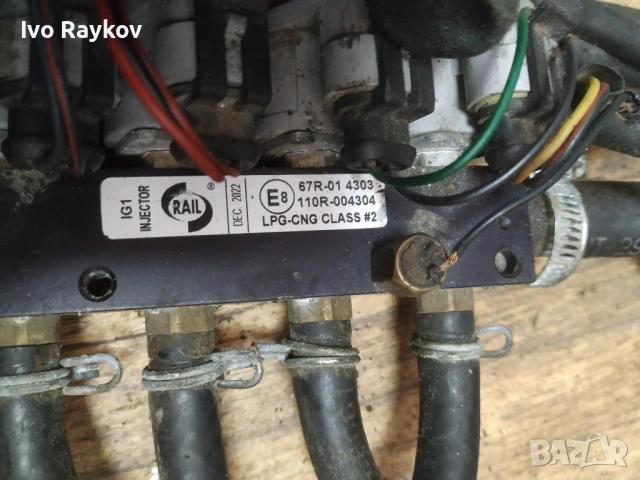 Ivo Raykov
IG1
INJECTOR
RAIL
®
DEC 2022
E8
67R-01 4303
110R-004304
LPG-CNG CLASS #2
BAZAR